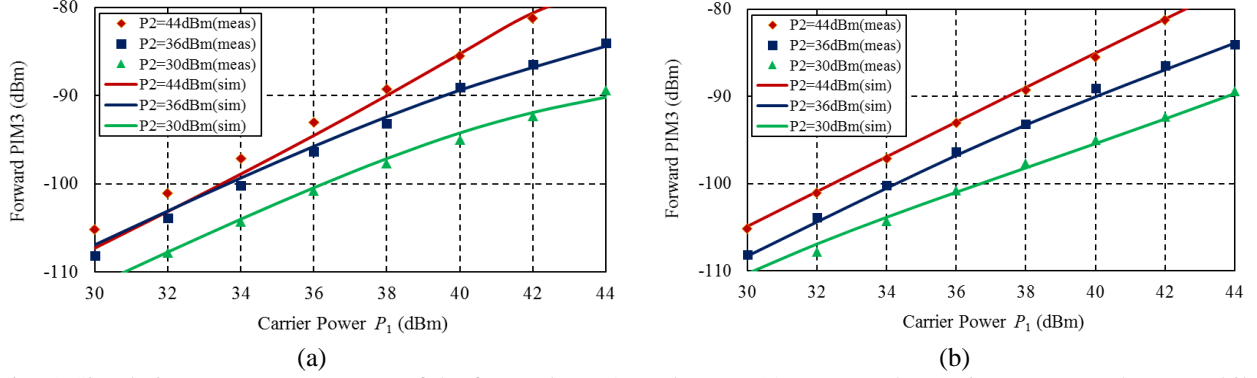 -80
-90
-100
-110
Forward PIM3 (dBm)
P2=44dBm(meas)
P2=36dBm(meas)
P2=30dBm(meas)
P2=44dBm(sim)
P2=36dBm(sim)
P2=30dBm(sim)
30 32 34 36 38 40 42 44
Carrier Power P1 (dBm)
(a)
-80
-90
-100
-110
Forward PIM3 (dBm)
P2=44dBm(meas)
P2=36dBm(meas)
P2=30dBm(meas)
P2=44dBm(sim)
P2=36dBm(sim)
P2=30dBm(sim)
30 32 34 36 38 40 42 44
Carrier Power P1 (dBm)
(b)